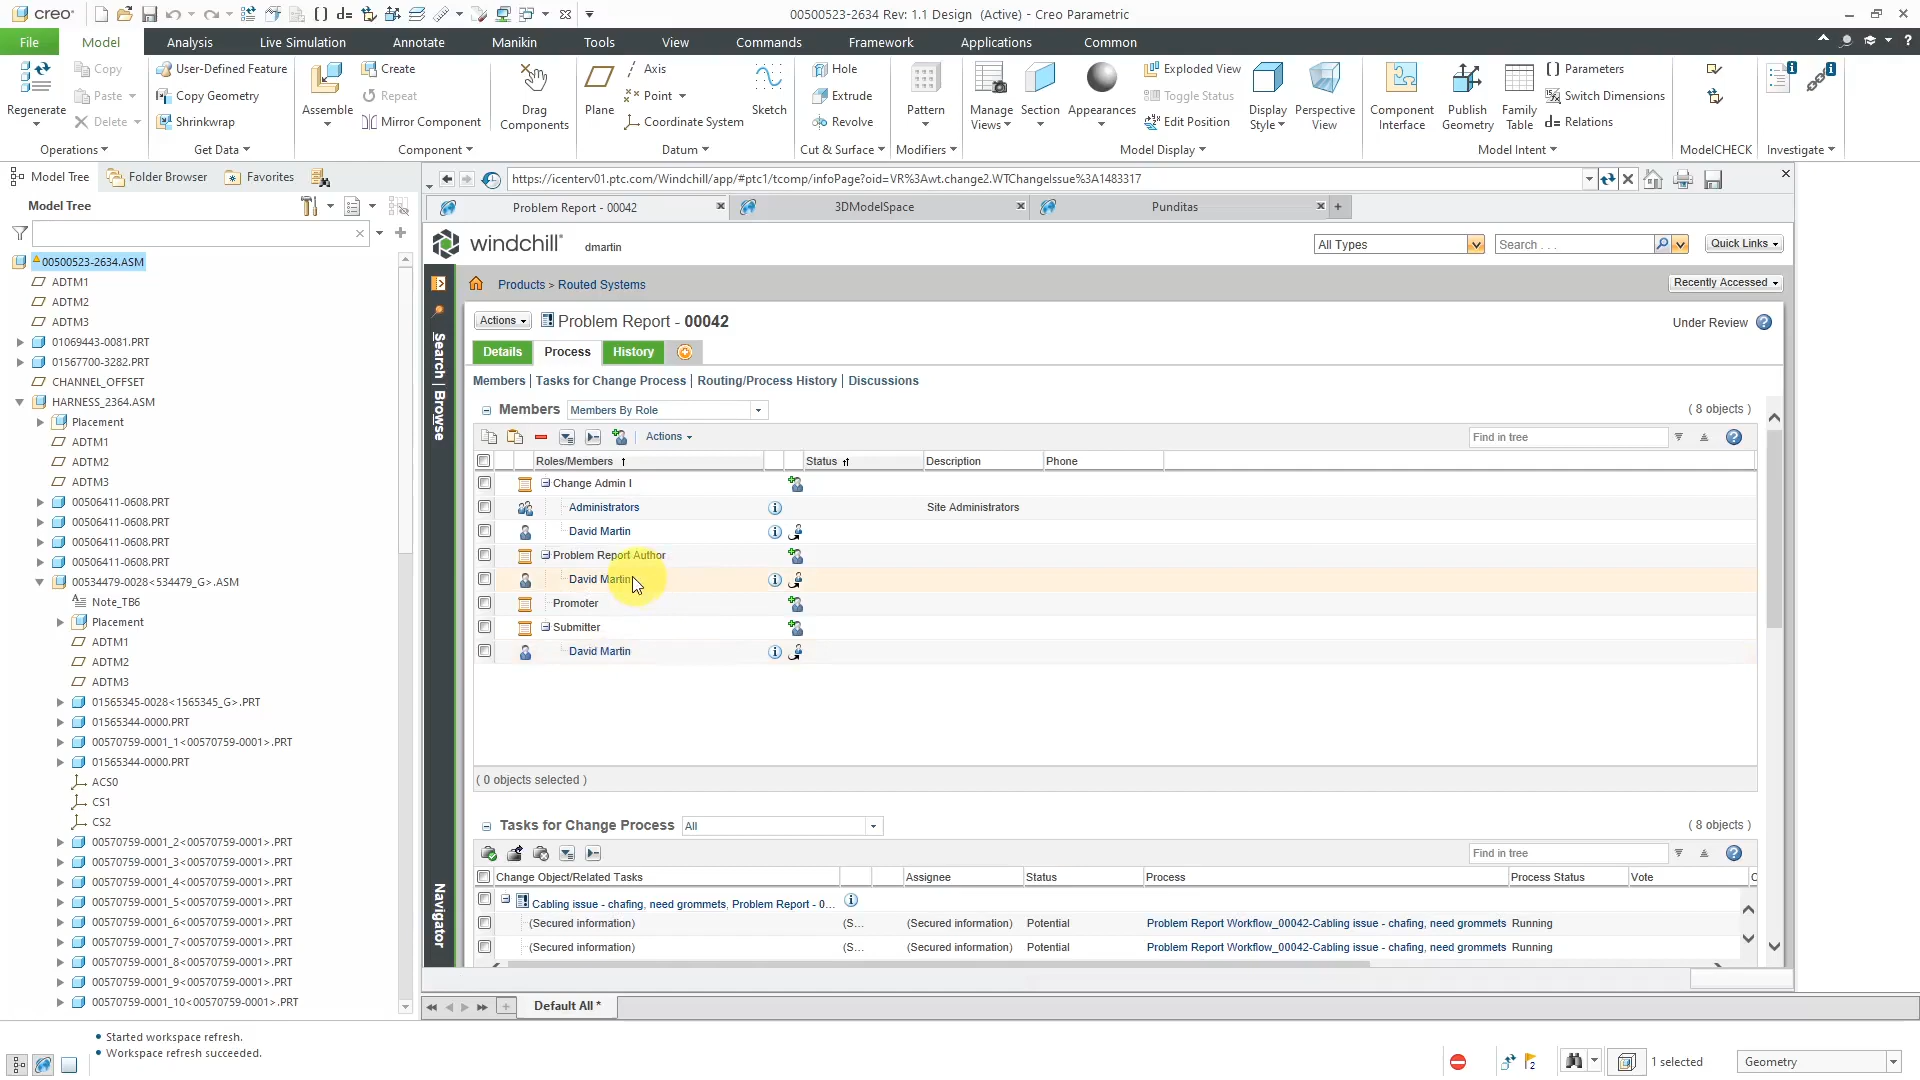 creo
00500523-2634 Rev: 1.1 Design (Active) - Creo Parametric
File Model Analysis Live Simulation Annotate Manikin Tools View Commands Framework Applications Common
Copy User-Defined Feature Create Axis Hole Exploded View Parameters
Paste Copy Geometry Repeat Point Extrude Toggle Status Switch Dimensions
Regenerate Assemble Drag Components Plane Sketch Pattern Manage Views Section Appearances Display Style Perspective View Component Interface Publish Geometry Family Table
Delete Shrinkwrap Mirror Component Coordinate System Revolve Edit Position d= Relations
Operations Get Data Component Datum Cut & Surface Modifiers Model Display Model Intent ModelCHECK Investigate
Model Tree Folder Browser Favorites
https://icenterv01.ptc.com/Windchill/app/#ptc1/tcomp/infoPage?oid=VR%3Awt.change2.WTChangeIssue%3A1483317
Model Tree
Problem Report - 00042 3DModelSpace Punditas
windchill dmartin All Types Search . . . Quick Links
00500523-2634.ASM
ADTM1
ADTM2
ADTM3
01069443-0081.PRT
01567700-3282.PRT
CHANNEL_OFFSET
HARNESS_2364.ASM
Placement
ADTM1
ADTM2
ADTM3
00506411-0608.PRT
00506411-0608.PRT
00506411-0608.PRT
00506411-0608.PRT
00534479-0028<534479_G>.ASM
Note_TB6
Placement
ADTM1
ADTM2
ADTM3
01565345-0028<1565345_G>.PRT
01565344-0000.PRT
00570759-0001_1<00570759-0001>.PRT
01565344-0000.PRT
ACS0
CS1
CS2
00570759-0001_2<00570759-0001>.PRT
00570759-0001_3<00570759-0001>.PRT
00570759-0001_4<00570759-0001>.PRT
00570759-0001_5<00570759-0001>.PRT
00570759-0001_6<00570759-0001>.PRT
00570759-0001_7<00570759-0001>.PRT
00570759-0001_8<00570759-0001>.PRT
00570759-0001_9<00570759-0001>.PRT
00570759-0001_10<00570759-0001>.PRT
Search | Browse
Navigator
Products > Routed Systems Recently Accessed
Actions Problem Report - 00042 Under Review
Details Process History
Members | Tasks for Change Process | Routing/Process History | Discussions
Members Members By Role ( 8 objects )
Actions Find in tree
Roles/Members Status Description Phone
Change Admin I
Administrators Site Administrators
David Martin
Problem Report Author
David Martin
Promoter
Submitter
David Martin
( 0 objects selected )
Tasks for Change Process All ( 8 objects )
Find in tree
Change Object/Related Tasks Assignee Status Process Process Status Vote C
Cabling issue - chafing, need grommets, Problem Report - 0...
(Secured information) (S... (Secured information) Potential Problem Report Workflow_00042-Cabling issue - chafing, need grommets Running
(Secured information) (S... (Secured information) Potential Problem Report Workflow_00042-Cabling issue - chafing, need grommets Running
Default All *
• Started workspace refresh.
• Workspace refresh succeeded.
2 1 selected Geometry